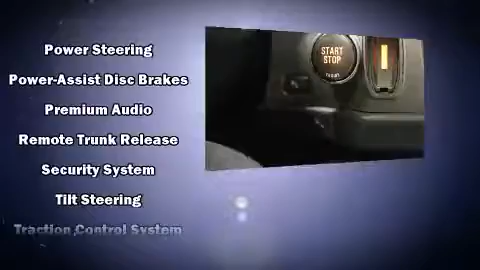 Power Steering
Power-Assist Disc Brakes
Premium Audio
Remote Trunk Release
Security System
Tilt Steering
Traction Control System
START
STOP